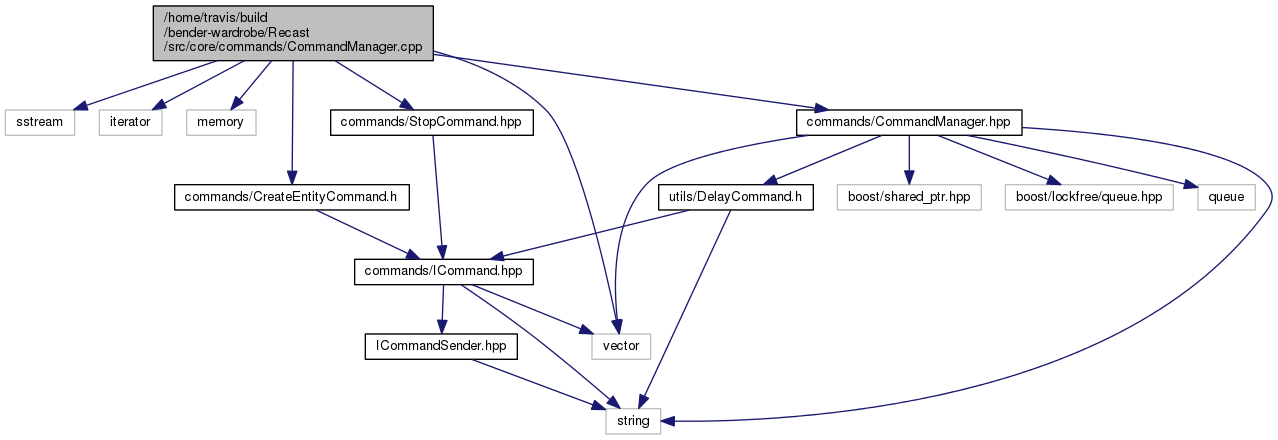 /home/travis/build
/bender-wardrobe/Recast
/src/core/commands/CommandManager.cpp
sstream
iterator
memory
commands/StopCommand.hpp
commands/CommandManager.hpp
commands/CreateEntityCommand.h
utils/DelayCommand.h
boost/shared_ptr.hpp
boost/lockfree/queue.hpp
queue
commands/ICommand.hpp
ICommandSender.hpp
vector
string